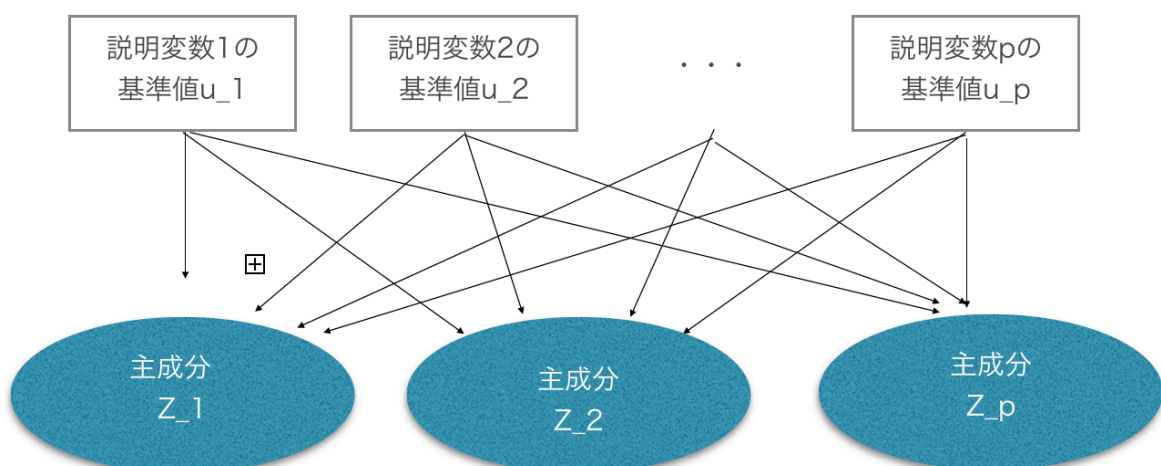 説明変数1の
基準値u_1
説明変数2の
基準値u_2
・・・
説明変数pの
基準値u_p
主成分
Z_1
主成分
Z_2
主成分
Z_p